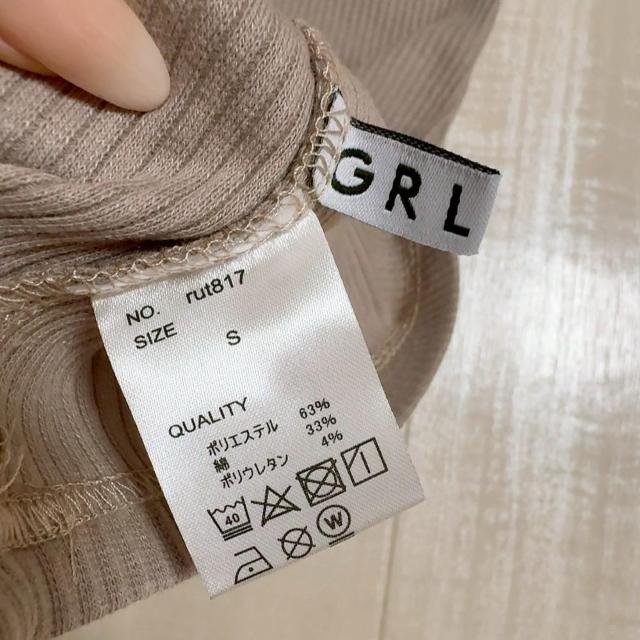 GRL
NO. rut817
SIZE S
QUALITY
ポリエステル 63%
綿 33%
ポリウレタン 4%
40
W